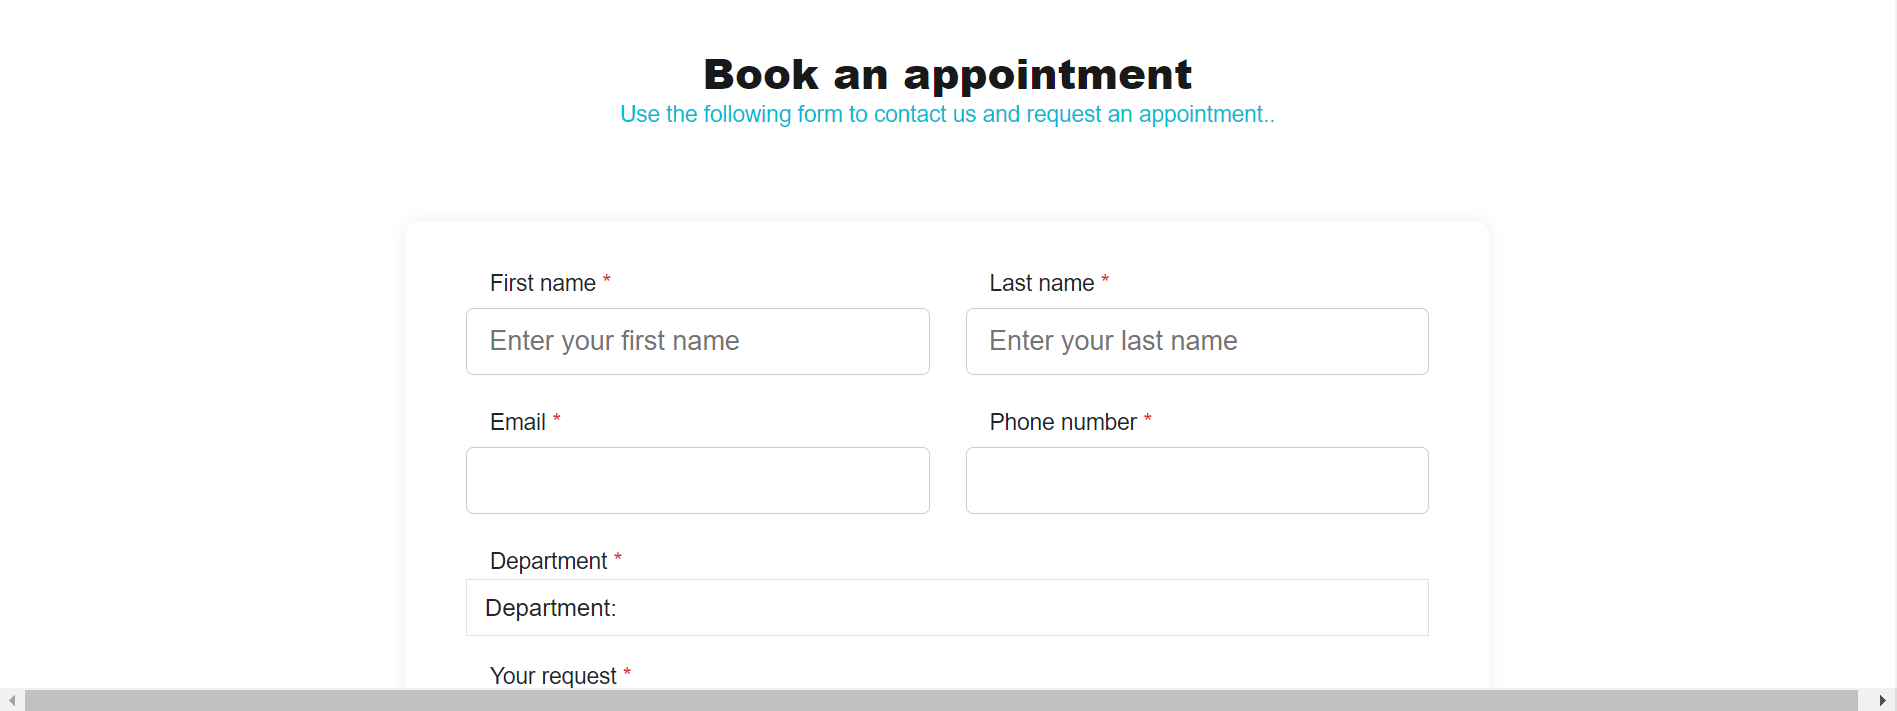 Book an appointment
Use the following form to contact us and request an appointment..
First name *
Last name *
Enter your first name
Enter your last name
Email *
Phone number *
Department *
Department:
Your request *